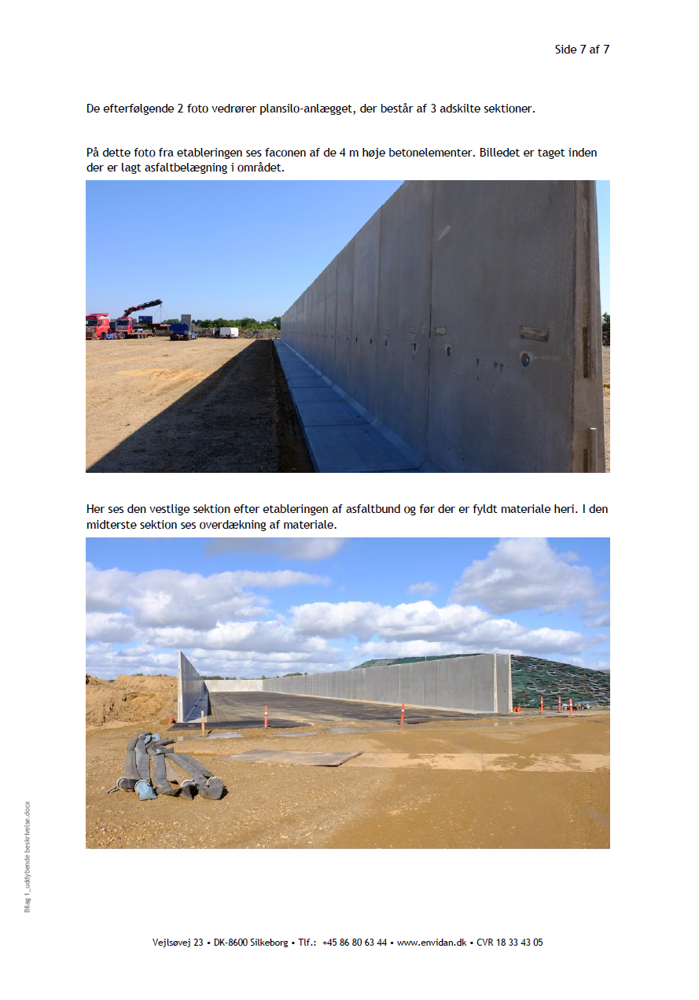 Side 7 af 7
De efterfølgende 2 foto vedrører plansilo-anlægget, der består af 3 adskilte sektioner.
På dette foto fra etableringen ses faconen af de 4 m høje betonelementer. Billedet er taget inden
der er lagt asfaltbelægning i området.
Her ses den vestlige sektion efter etableringen af asfaltbund og før der er fyldt materiale heri. I den
midterste sektion ses overdækning af materiale.
Bilag 1_uddybende beskrivelse.docx
Vejlsøvej 23 • DK-8600 Silkeborg • Tlf.: +45 86 80 63 44 • www.envidan.dk • CVR 18 33 43 05